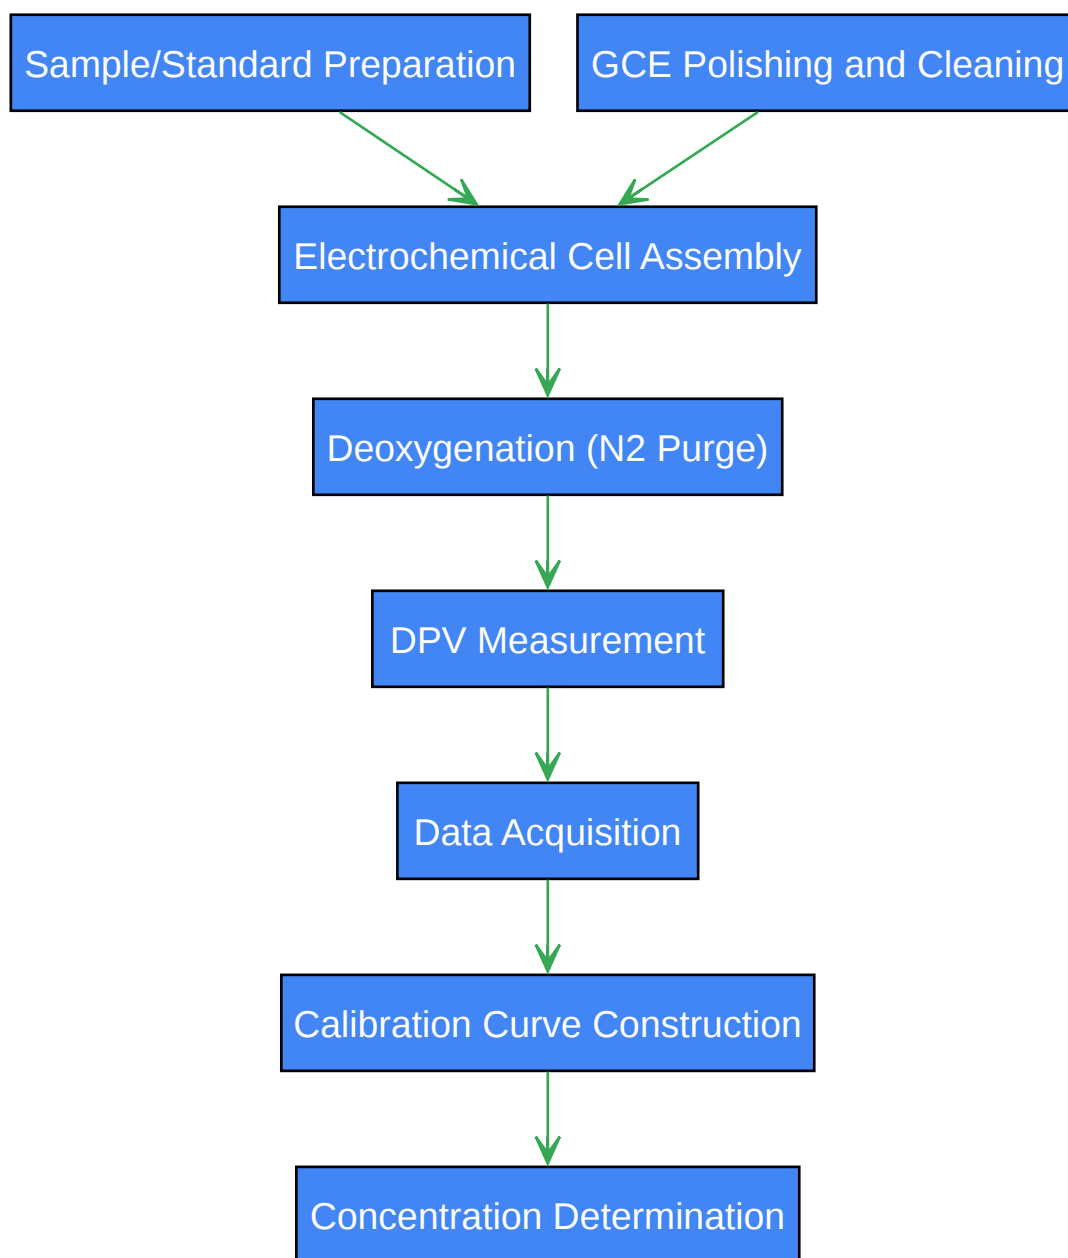 Sample/Standard Preparation
GCE Polishing and Cleaning
Electrochemical Cell Assembly
Deoxygenation (N2 Purge)
DPV Measurement
Data Acquisition
Calibration Curve Construction
Concentration Determination